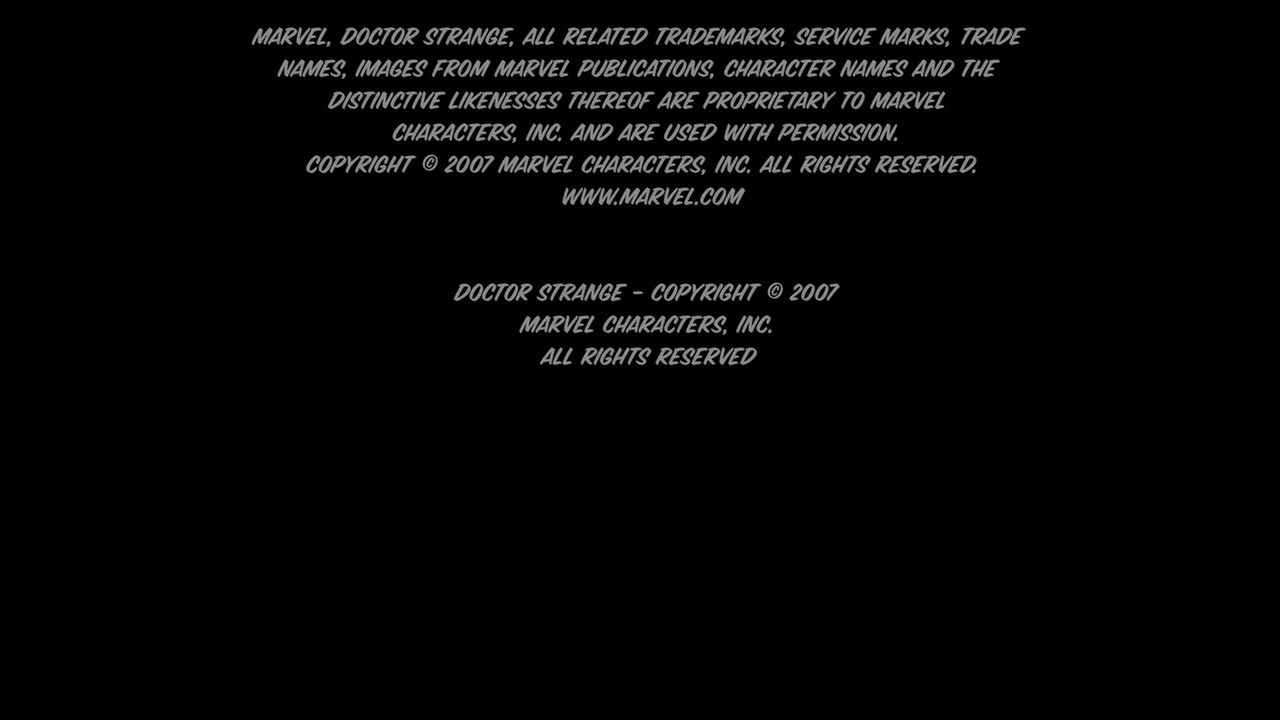 MARVEL, DOCTOR STRANGE, ALL RELATED TRADEMARKS, SERVICE MARKS, TRADE
NAMES, IMAGES FROM MARVEL PUBLICATIONS, CHARACTER NAMES AND THE
DISTINCTIVE LIKENESSES THEREOF ARE PROPRIETARY TO MARVEL
CHARACTERS, INC. AND ARE USED WITH PERMISSION.
COPYRIGHT © 2007 MARVEL CHARACTERS, INC. ALL RIGHTS RESERVED.
WWW.MARVEL.COM
DOCTOR STRANGE - COPYRIGHT © 2007
MARVEL CHARACTERS, INC.
ALL RIGHTS RESERVED